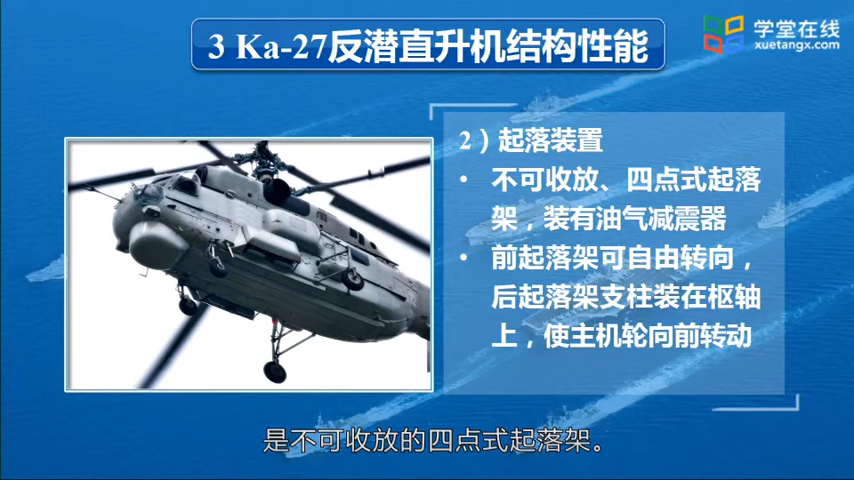 3 Ka-27反潜直升机结构性能
学堂在线
xuetangx.com
2）起落装置
• 不可收放、四点式起落
架，装有油气减震器
• 前起落架可自由转向，
后起落架支柱装在枢轴
上，使主机轮向前转动
是不可收放的四点式起落架。